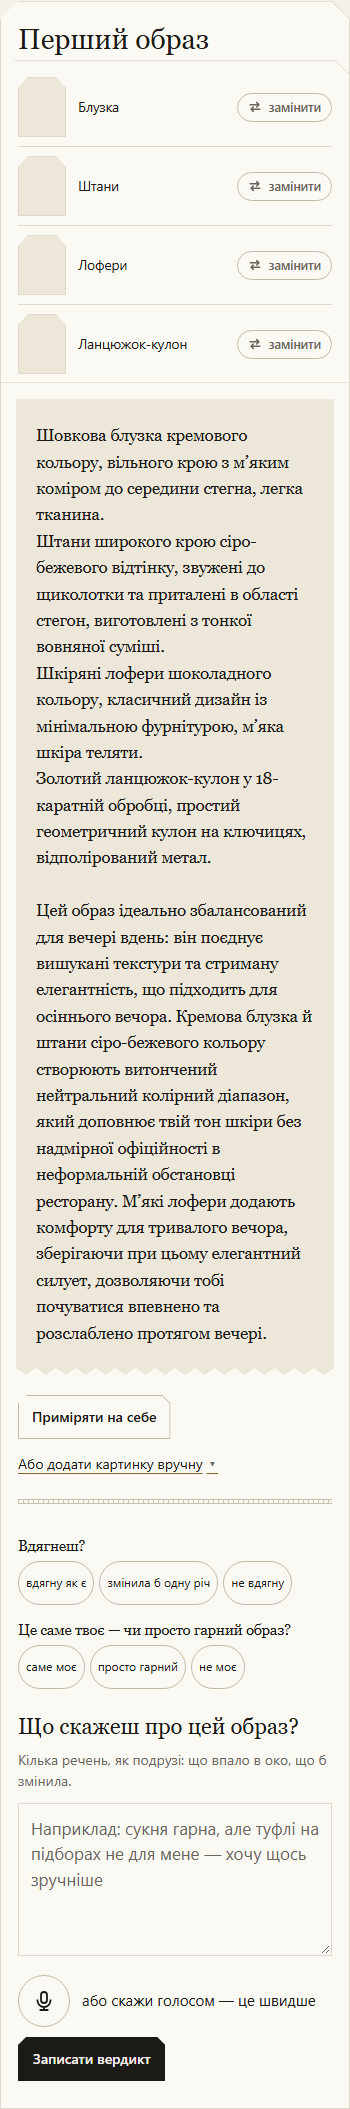 Перший образ
Блузка
замінити
Штани
замінити
Лофери
замінити
Ланцюжок-кулон
замінити
Шовкова блузка кремового
кольору, вільного крою з м’яким
коміром до середини стегна, легка
тканина.
Штани широкого крою сіро-
бежевого відтінку, звужені до
щиколотки та приталені в області
стегон, виготовлені з тонкої
вовняної суміші.
Шкіряні лофери шоколадного
кольору, класичний дизайн із
мінімальною фурнітурою, м’яка
шкіра теляти.
Золотий ланцюжок-кулон у 18-
каратній обробці, простий
геометричний кулон на ключицях,
відполірований метал.
Цей образ ідеально збалансований
для вечері вдень: він поєднує
вишукані текстури та стриману
елегантність, що підходить для
осіннього вечора. Кремова блузка й
штани сіро-бежевого кольору
створюють витончений
нейтральний колірний діапазон,
який доповнює твій тон шкіри без
надмірної офіційності в
неформальній обстановці
ресторану. М’які лофери додають
комфорту для тривалого вечора,
зберігаючи при цьому елегантний
силует, дозволяючи тобі
почуватися впевнено та
розслаблено протягом вечері.
Приміряти на себе
Або додати картинку вручну
Вдягнеш?
вдягну як є
змінила б одну річ
не вдягну
Це саме твоє — чи просто гарний образ?
саме моє
просто гарний
не моє
Що скажеш про цей образ?
Кілька речень, як подрузі: що впало в око, що б
змінила.
Наприклад: сукня гарна, але туфлі на
підборах не для мене — хочу щось
зручніше
або скажи голосом — це швидше
Записати вердикт